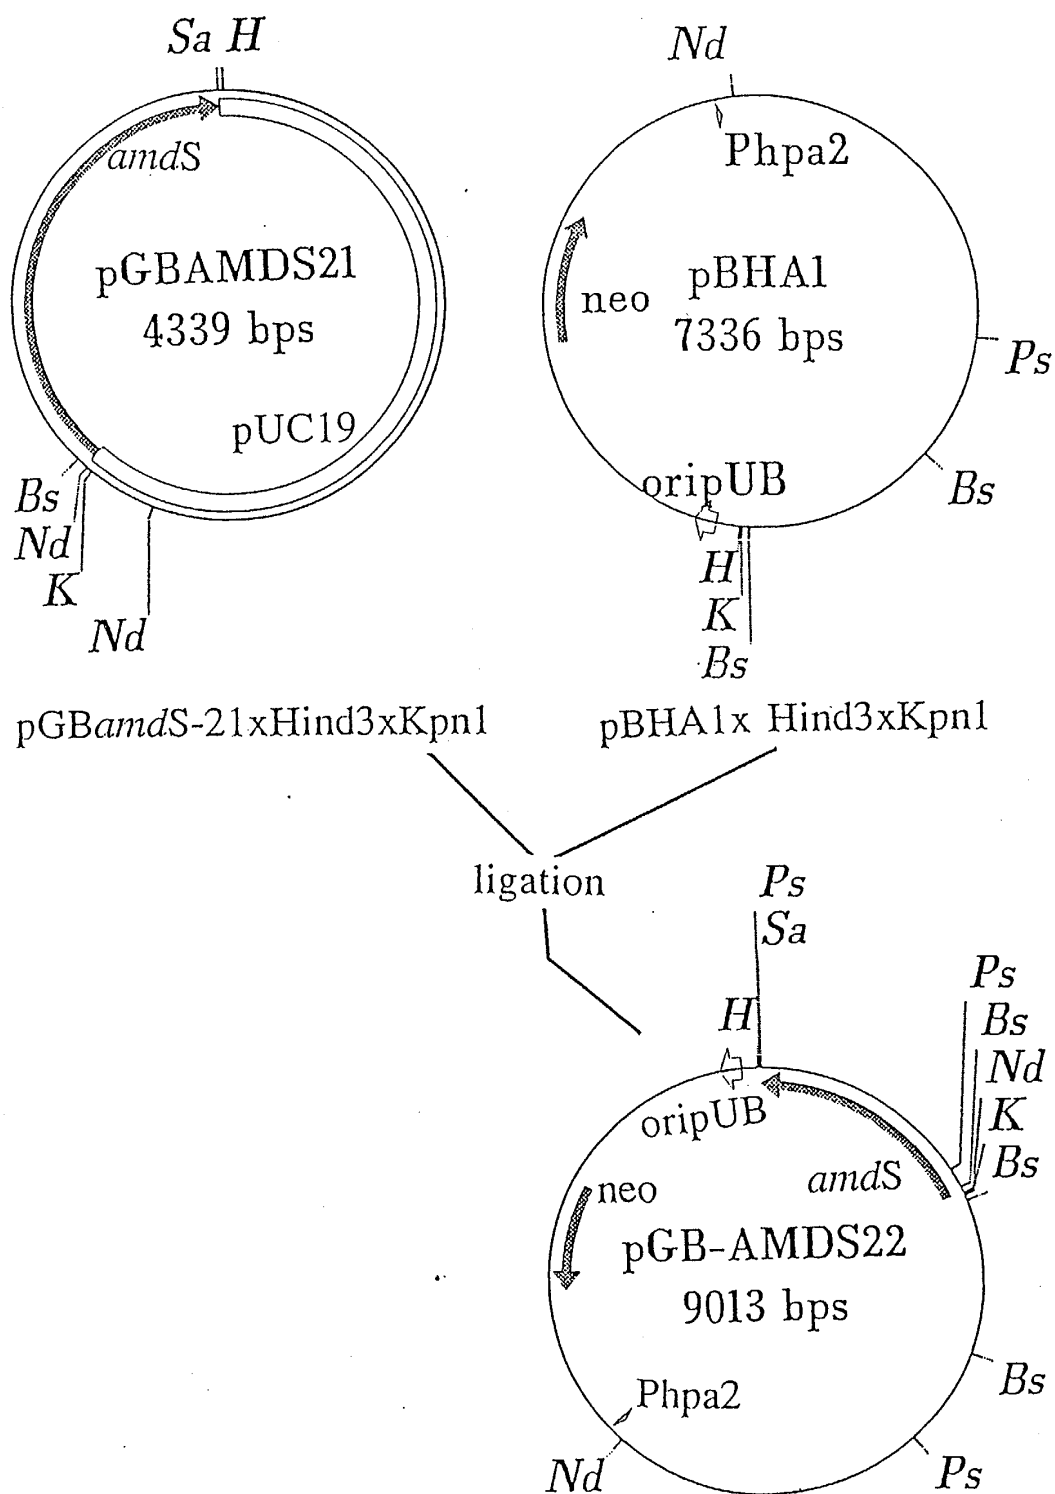 Sa H
amdS
pGBAMDS21
4339 bps
pUC19
Bs
Nd
K
Nd
Nd
Phpa2
neo
pBHA1
7336 bps
Ps
Bs
oripUB
H
K
Bs
pGBamdS-21xHind3xKpn1
pBHA1x Hind3xKpn1
ligation
Ps
Sa
H
Ps
Bs
Nd
K
Bs
oripUB
amdS
neo
pGB-AMDS22
9013 bps
Bs
Phpa2
Nd
Ps